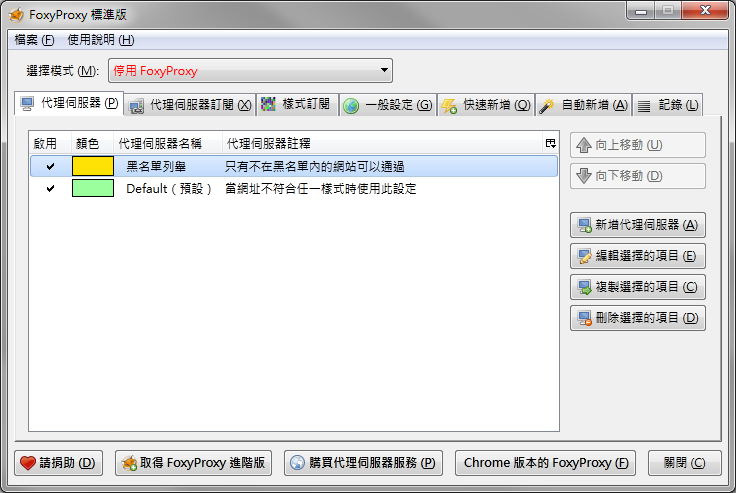 FoxyProxy 標準版
檔案 (F) 使用說明 (H)
選擇模式 (M): 停用 FoxyProxy
代理伺服器 (P) 代理伺服器訂閱 (X) 樣式訂閱 一般設定 (G) 快速新增 (Q) 自動新增 (A) 記錄 (L)
啟用 顏色 代理伺服器名稱 代理伺服器註釋
黑名單列舉 只有不在黑名單內的網站可以通過
Default（預設） 當網址不符合任一樣式時使用此設定
向上移動 (U)
向下移動 (D)
新增代理伺服器 (A)
編輯選擇的項目 (E)
複製選擇的項目 (C)
刪除選擇的項目 (D)
請捐助 (D) 取得 FoxyProxy 進階版 購買代理伺服器服務 (P) Chrome 版本的 FoxyProxy (F) 關閉 (C)